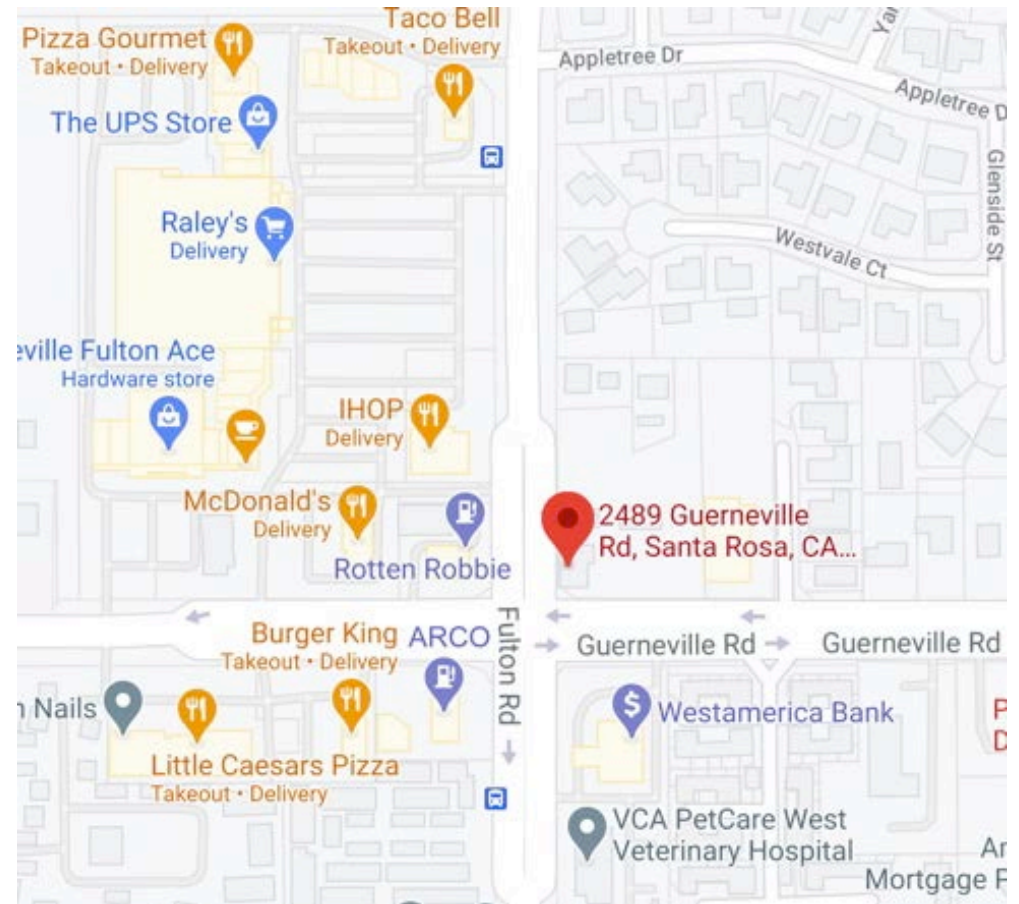 Pizza Gourmet
Takeout • Delivery
Taco Bell
Takeout • Delivery
The UPS Store
Appletree Dr
Appletree D
Yar
Glenside St
Westvale Ct
Raley's
Delivery
eville Fulton Ace
Hardware store
IHOP
Delivery
McDonald's
Delivery
Rotten Robbie
2489 Guerneville
Rd, Santa Rosa, CA...
Fulton Rd
Guerneville Rd
Guerneville Rd
Burger King
Takeout • Delivery
ARCO
n Nails
Little Caesars Pizza
Takeout • Delivery
$
Westamerica Bank
P
D
VCA PetCare West
Veterinary Hospital
Ar
Mortgage P